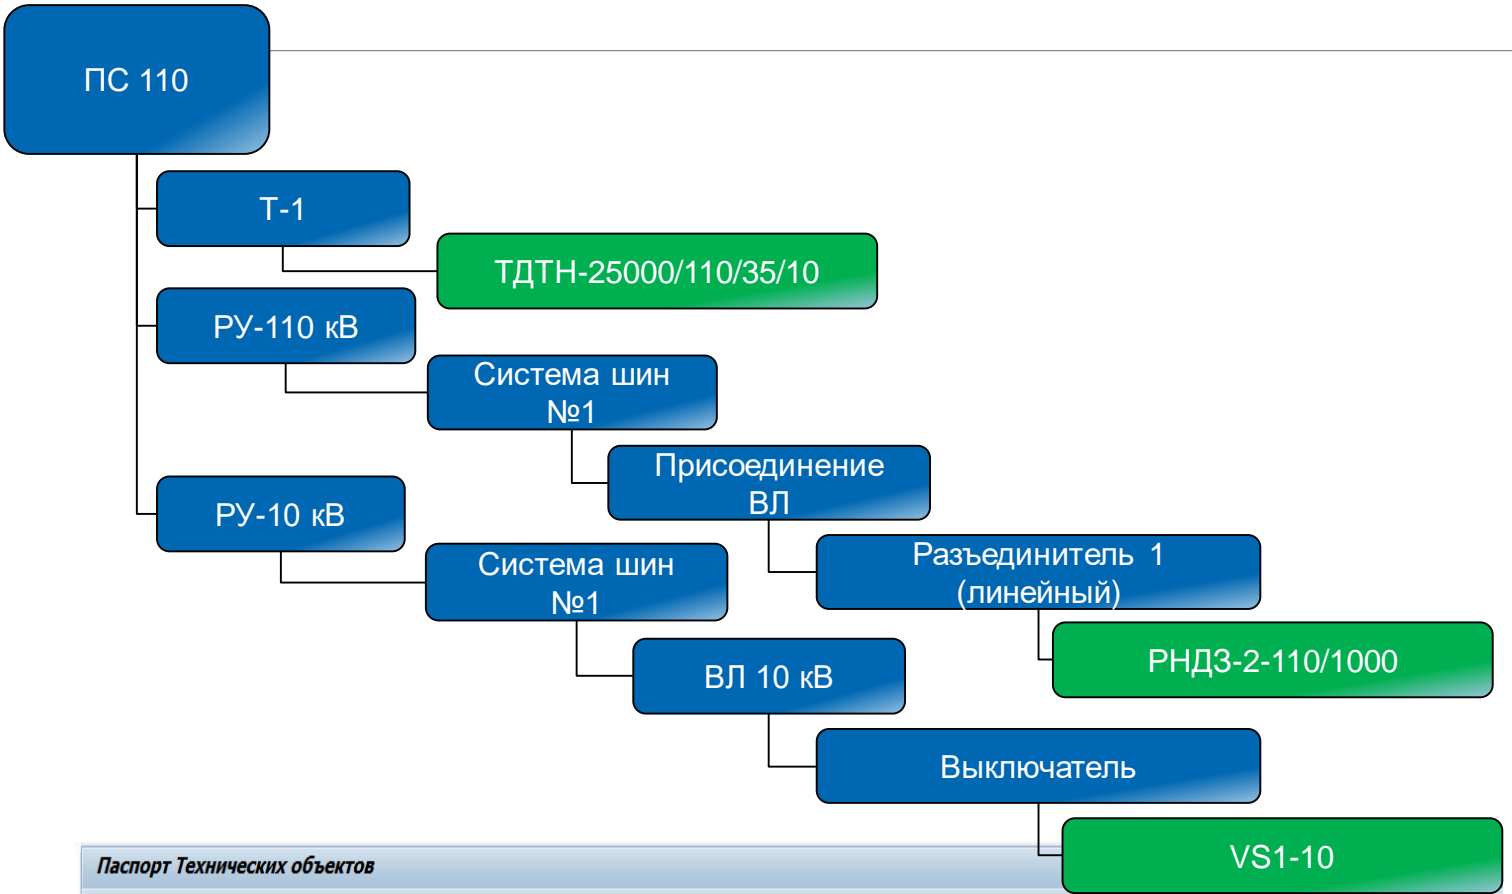 ПС 110
Т-1
ТДТН-25000/110/35/10
РУ-110 кВ
Система шин
№1
Присоединение
ВЛ
РУ-10 кВ
Разъединитель 1
(линейный)
Система шин
№1
РНДЗ-2-110/1000
ВЛ 10 кВ
Выключатель
VS1-10
Паспорт Технических объектов